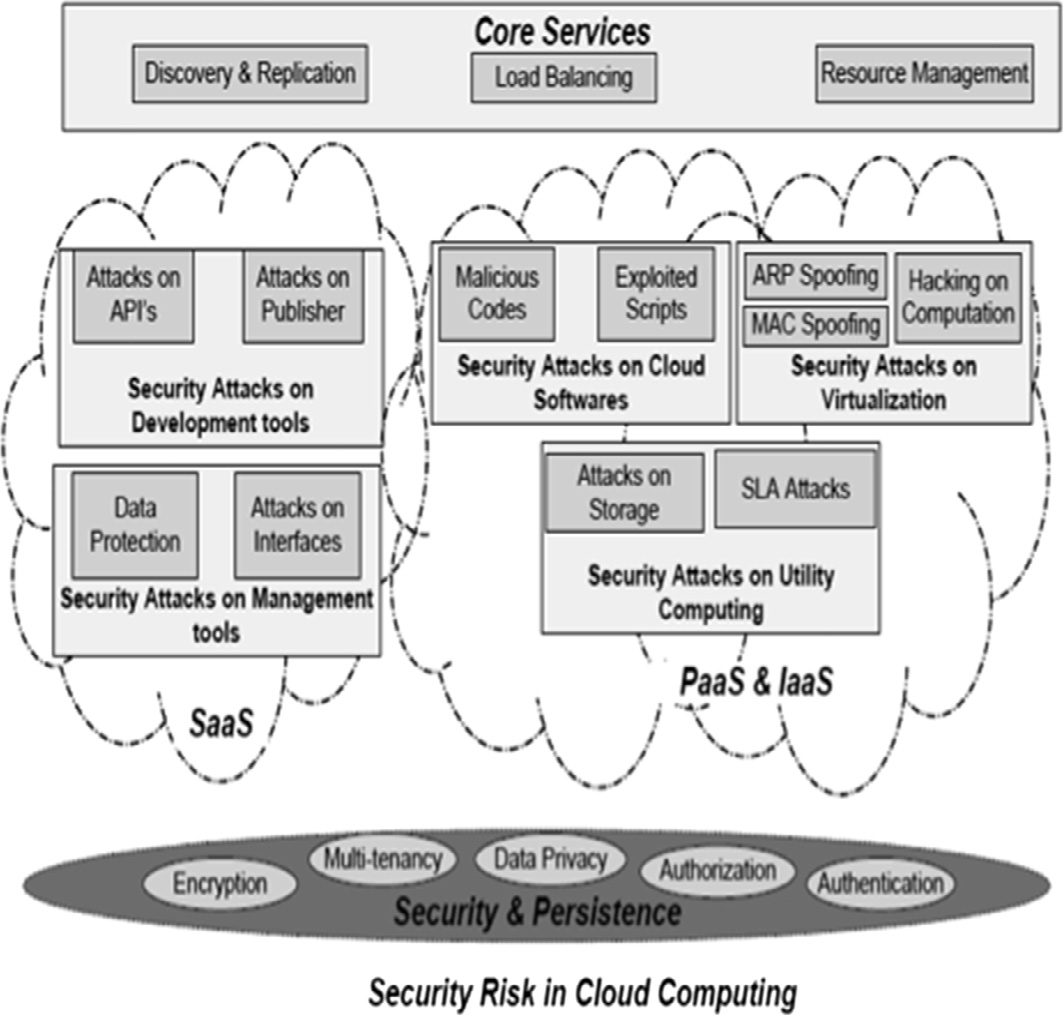 Core Services
Discovery & Replication
Load Balancing
Resource Management
Attacks on
API's
Attacks on
Publisher
Security Attacks on
Development tools
Data
Protection
Attacks on
Interfaces
Security Attacks on Management
tools
SaaS
Malicious
Codes
Exploited
Scripts
Security Attacks on Cloud
Softwares
ARP Spoofing
MAC Spoofing
Hacking on
Computation
Security Attacks on
Virtualization
Attacks on
Storage
SLA Attacks
Security Attacks on Utility
Computing
PaaS & IaaS
Encryption
Multi-tenancy
Data Privacy
Authorization
Authentication
Security & Persistence
Security Risk in Cloud Computing